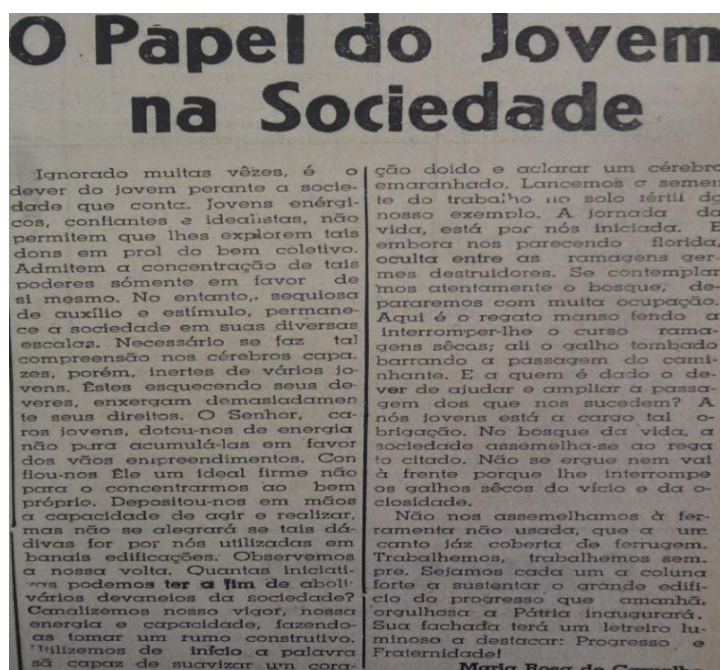 O Papel do Jovem
na Sociedade
Ignorado muitas vêzes, é o
dever do jovem perante a socie-
dade que conta. Jovens enérgi-
cos, confiantes e idealistas, não
permitem que lhes explorem tais
dons em prol do bem coletivo.
Admitem a concentração de tais
poderes sómente em favor de
si mesmo. No entanto,. sequiosa
de auxílio e estímulo, permane-
ce a sociedade em suas diversas
escalas. Necessário se faz tal
compreensão nos cérebros capa
zes, porém, inertes de vários jo-
vens. Êstes esquecendo seus de-
veres, enxergam demasiadamen
te seus direitos. O Senhor, ca-
ros jovens, dotou-nos de energia
não para acumulá-las em favor
dos vãos empreendimentos. Con
fiou-nos Êle um ideal firme não
para o concentrarmos ao bem
próprio. Depositou-nos em mãos
a capacidade de agir e realizar,
mas não se alegrará se tais dá-
divas for por nós utilizadas em
banais edificações. Observemos
a nossa volta. Quantas iniciati-
vas podemos ter a fim de aboli
vários devaneios da sociedade?
Canalizemos nosso vigor, nossa
energia e capacidade, fazendo-
as tomar um rumo construtivo.
Utilizemos de início a palavra
sã capaz de suavizar um cora-
ção doido e aclarar um cérebro
emaranhado. Lancemos a semen
te do trabalho no solo fértil do
nosso exemplo. A jornada da
vida, está por nós iniciada. E
embora nos parecendo florida,
oculta entre as ramagens ger-
mes destruidores. Se contemplar
mos atentamente o bosque, de-
pararemos com muita ocupação.
Aqui é o regato manso tendo a
interromper-lhe o curso rama-
gens sêcas; ali o galho tombado
barrando a passagem do cami-
nhante. E a quem é dado o de-
ver de ajudar e ampliar a passa-
gem dos que nos sucedem? A
nós jovens está a cargo tal o-
brigação. No bosque da vida, a
sociedade assemelha-se ao rega
to citado. Não se ergue nem vai
à frente porque lhe interrompe
os galhos sêcos do vício e da o-
ciosidade.
Não nos assemelhamos à fer-
ramenta não usada, que a um
canto jáz coberta de ferrugem.
Trabalhemos, trabalhemos sem-
pre. Sejamos cada um a coluna
forte a sustentar o grande edifí-
cio do progresso que amanhã,
orgulhosa a Pátria inaugurará.
Sua fachada terá um letreiro lu-
minoso a destacar: Progresso e
Fraternidade!
Maria Rosa de